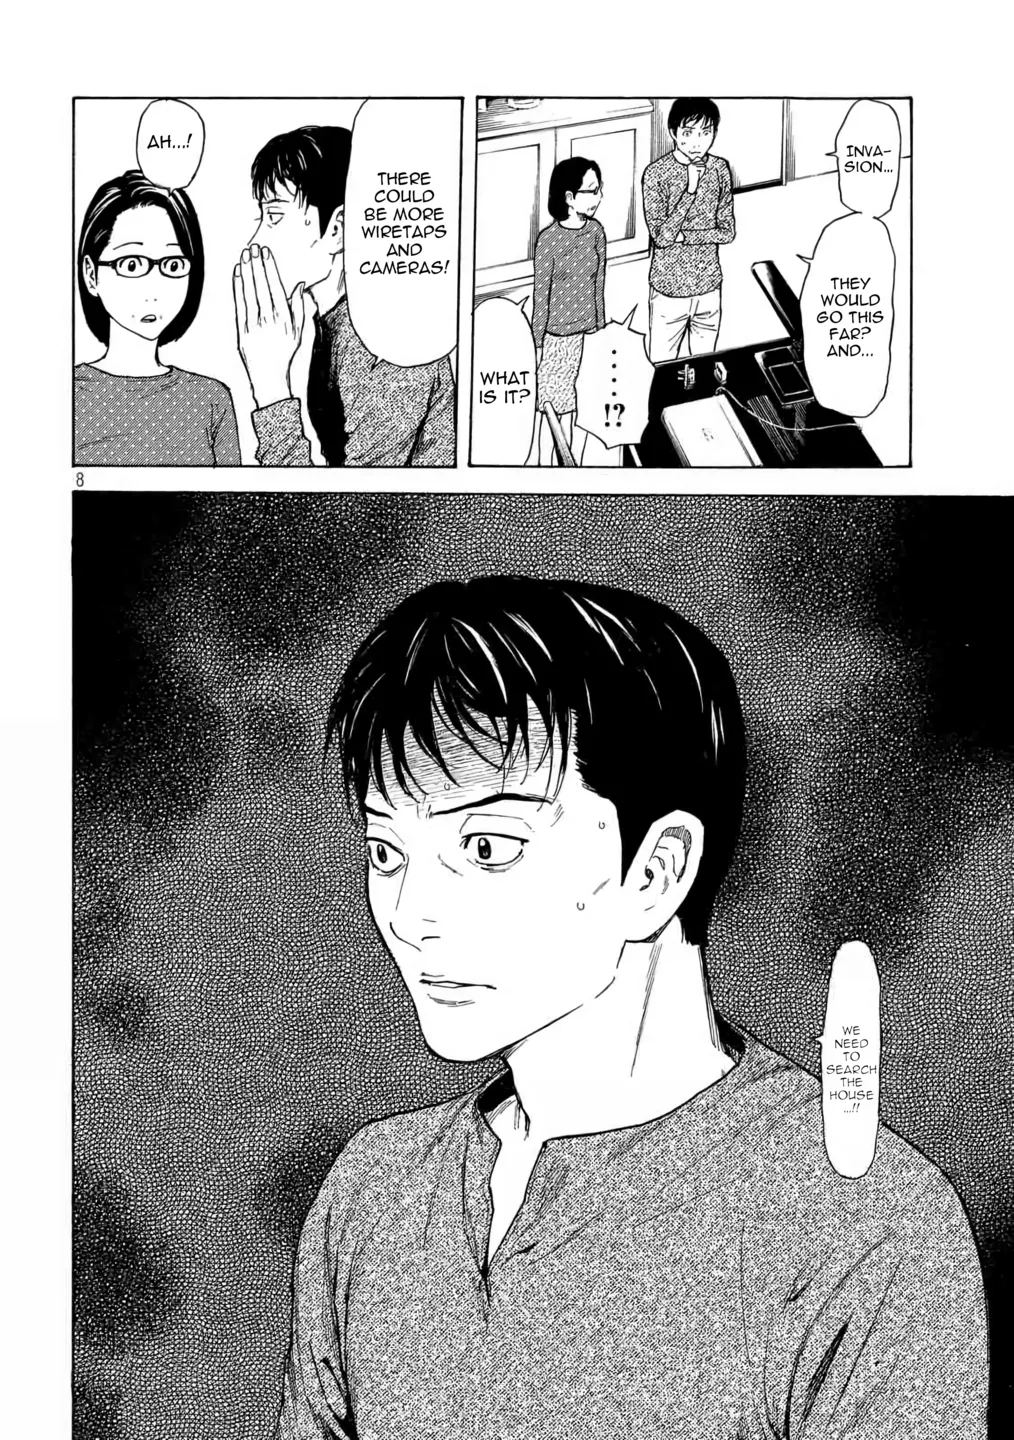 INVA-
SION...
THEY
WOULD
GO THIS
FAR?
AND...
. . . . !?
WHAT
IS IT?
THERE
COULD
BE MORE
WIRETAPS
AND
CAMERAS!
AH...!
8
WE
NEED
TO
SEARCH
THE
HOUSE
...!!